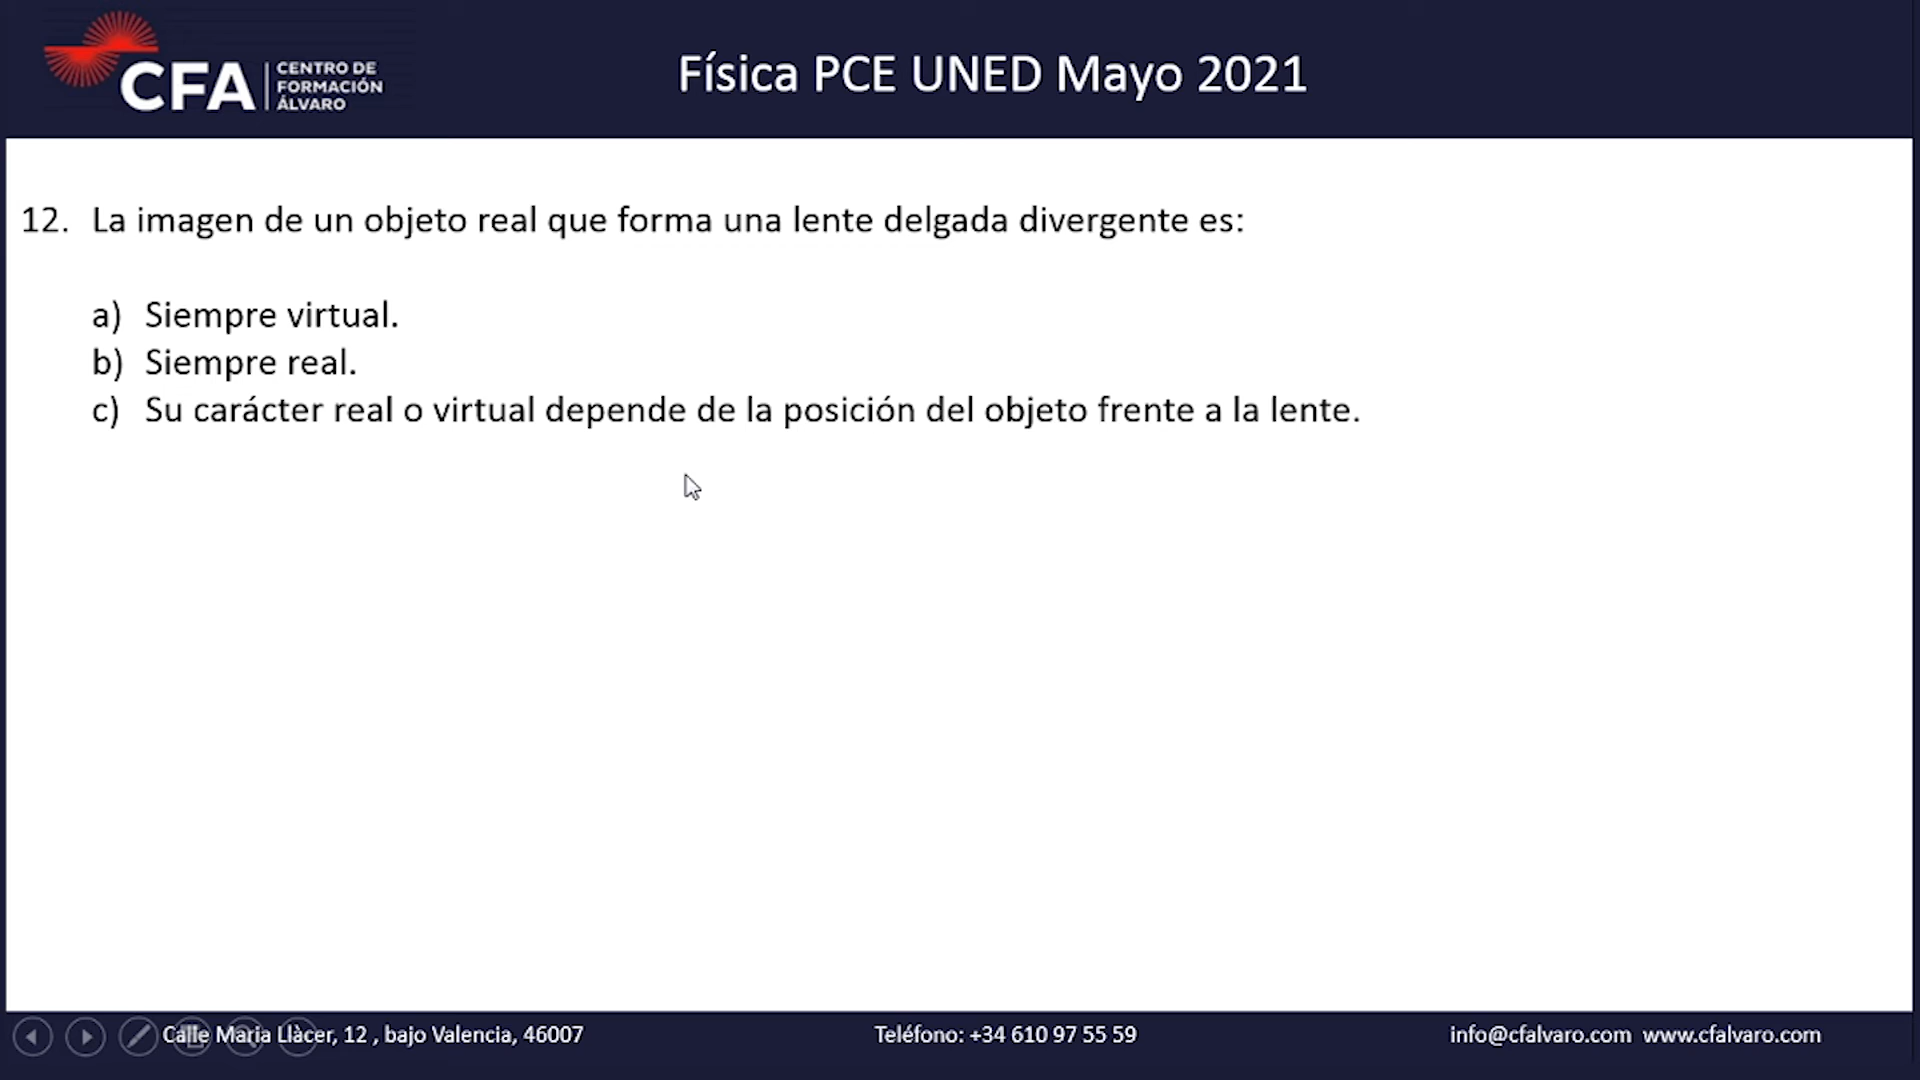 CFA
CENTRO DE
FORMACIÓN
ÁLVARO
Física PCE UNED Mayo 2021
12. La imagen de un objeto real que forma una lente delgada divergente es:
a) Siempre virtual.
b) Siempre real.
c) Su carácter real o virtual depende de la posición del objeto frente a la lente.
Calle Maria Llàcer, 12 , bajo Valencia, 46007
Teléfono: +34 610 97 55 59
info@cfalvaro.com www.cfalvaro.com